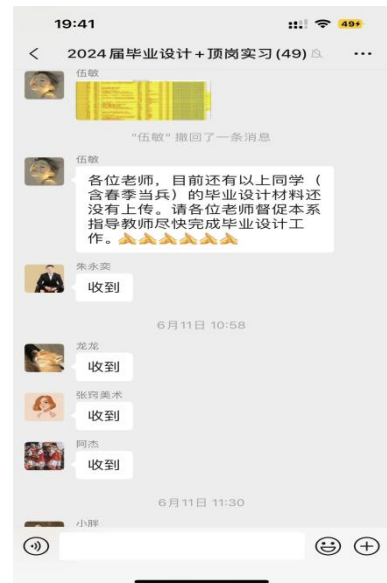 19:41
49
2024届毕业设计+顶岗实习(49)
伍敏
"伍敏" 撤回了一条消息
伍敏
各位老师，目前还有以上同学（
含春季当兵）的毕业设计材料还
没有上传。请各位老师督促本系
指导教师尽快完成毕业设计工
作。🙏🙏🙏🙏🙏🙏
朱永奕
收到
6月11日 10:58
龙龙
收到
张窍美术
收到
阿杰
收到
6月11日 11:30
小胖